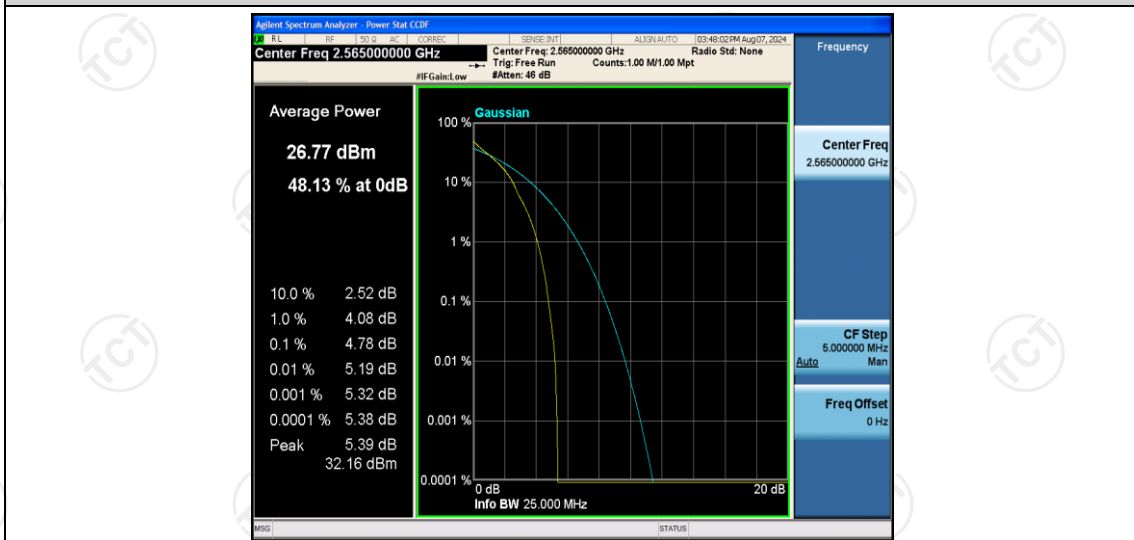 Agilent Spectrum Analyzer - Power Stat CCDF
RL RF 50 Ω AC CORREC SENSE:INT ALIGN AUTO 03:48:02 PM Aug 07, 2024
Center Freq 2.565000000 GHz
Center Freq: 2.565000000 GHz Radio Std: None
Trig: Free Run Counts:1.00 M/1.00 Mpt
#IFGain:Low #Atten: 46 dB
Frequency
Average Power
26.77 dBm
48.13 % at 0dB
10.0 % 2.52 dB
1.0 % 4.08 dB
0.1 % 4.78 dB
0.01 % 5.19 dB
0.001 % 5.32 dB
0.0001 % 5.38 dB
Peak 5.39 dB
32.16 dBm
Gaussian
100 %
10 %
1 %
0.1 %
0.01 %
0.001 %
0.0001 %
0 dB 20 dB
Info BW 25.000 MHz
Center Freq
2.565000000 GHz
CF Step
5.000000 MHz
Auto Man
Freq Offset
0 Hz
MSG STATUS
TCT
TCT
TCT
TCT